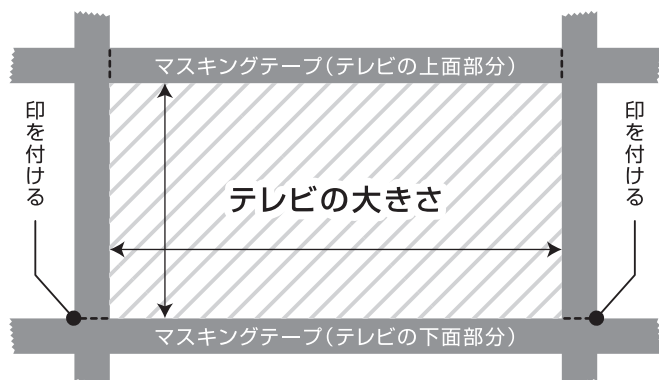 マスキングテープ(テレビの上面部分)
印を付ける
テレビの大きさ
印を付ける
マスキングテープ(テレビの下面部分)